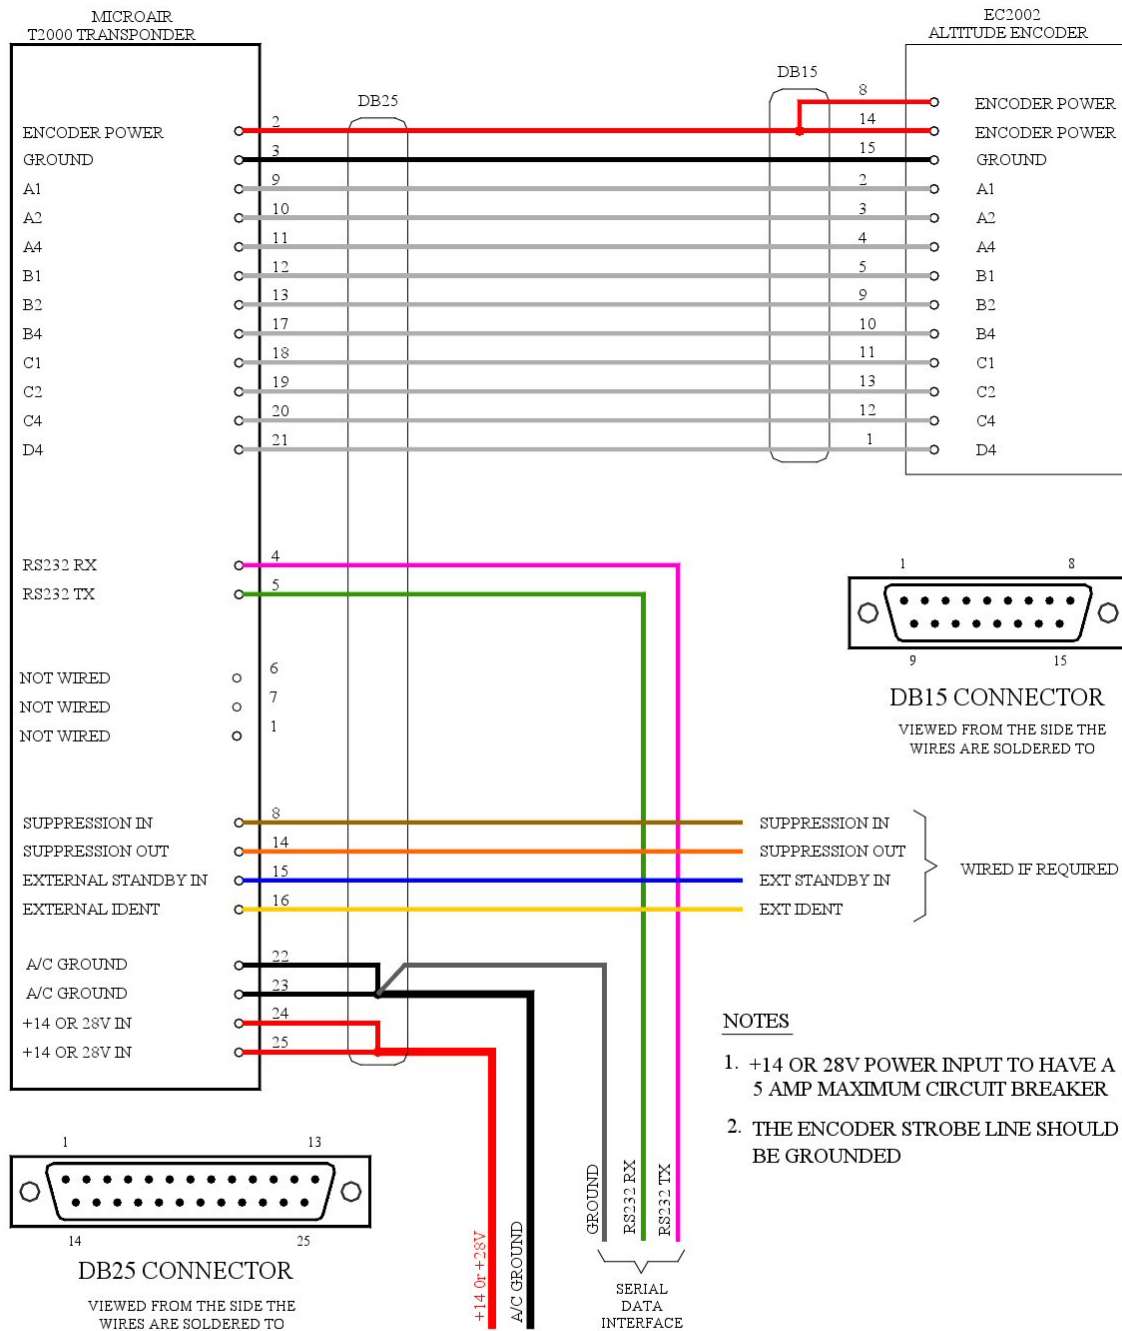 MICROAIR
T2000 TRANSPONDER
EC2002
ALTITUDE ENCODER
DB25
DB15
8 ENCODER POWER
ENCODER POWER 2 14 ENCODER POWER
GROUND 3 15 GROUND
A1 9 2 A1
A2 10 3 A2
A4 11 4 A4
B1 12 5 B1
B2 13 9 B2
B4 17 10 B4
C1 18 11 C1
C2 19 13 C2
C4 20 12 C4
D4 21 1 D4
RS232 RX 4
RS232 TX 5
NOT WIRED 6
NOT WIRED 7
NOT WIRED 1
1 8
9 15
DB15 CONNECTOR
VIEWED FROM THE SIDE THE
WIRES ARE SOLDERED TO
SUPPRESSION IN 8 SUPPRESSION IN
SUPPRESSION OUT 14 SUPPRESSION OUT
EXTERNAL STANDBY IN 15 EXT STANDBY IN
EXTERNAL IDENT 16 EXT IDENT
WIRED IF REQUIRED
A/C GROUND 22
A/C GROUND 23
+14 OR 28V IN 24
+14 OR 28V IN 25
NOTES
1. +14 OR 28V POWER INPUT TO HAVE A
5 AMP MAXIMUM CIRCUIT BREAKER
2. THE ENCODER STROBE LINE SHOULD
BE GROUNDED
1 13
14 25
DB25 CONNECTOR
VIEWED FROM THE SIDE THE
WIRES ARE SOLDERED TO
+14 0r +28V
A/C GROUND
GROUND
RS232 RX
RS232 TX
SERIAL
DATA
INTERFACE